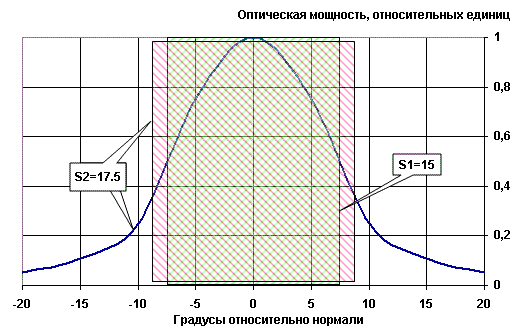 Оптическая мощность, относительных единиц
1
0,8
0,6
S2=17.5
S1=15
0,4
0,2
0
-20 -15 -10 -5 0 5 10 15 20
Градусы относительно нормали